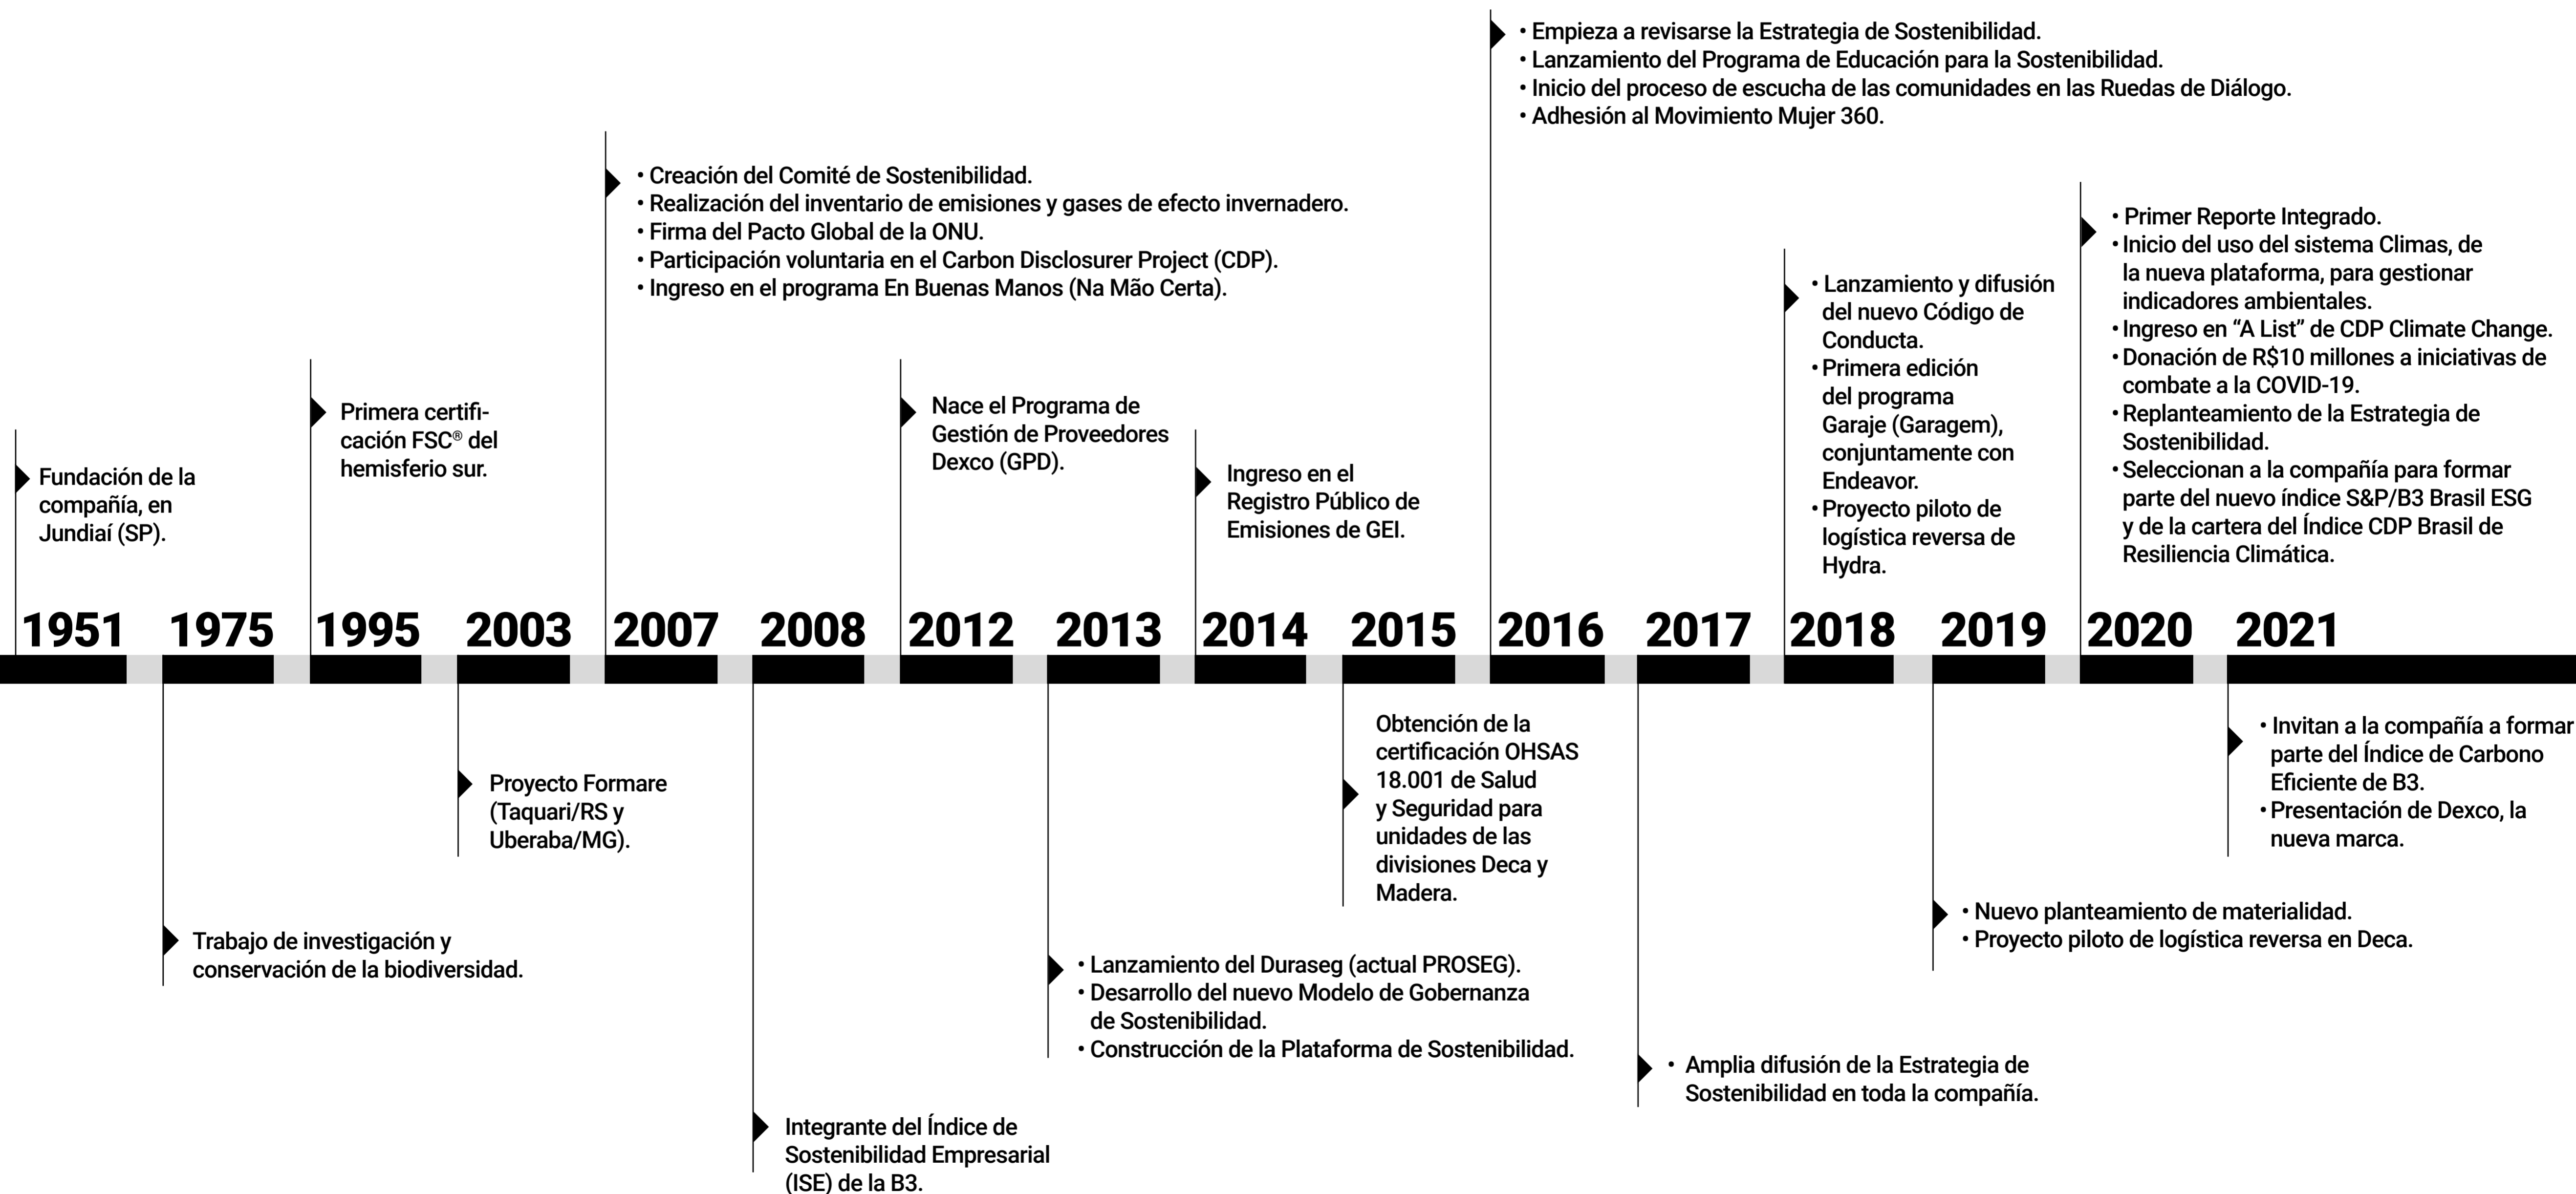 • Empieza a revisarse la Estrategia de Sostenibilidad.
• Lanzamiento del Programa de Educación para la Sostenibilidad.
• Inicio del proceso de escucha de las comunidades en las Ruedas de Diálogo.
• Adhesión al Movimiento Mujer 360.
• Creación del Comité de Sostenibilidad.
• Realización del inventario de emisiones y gases de efecto invernadero.
• Firma del Pacto Global de la ONU.
• Participación voluntaria en el Carbon Disclosurer Project (CDP).
• Ingreso en el programa En Buenas Manos (Na Mão Certa).
• Primer Reporte Integrado.
• Inicio del uso del sistema Climas, de
la nueva plataforma, para gestionar
indicadores ambientales.
• Ingreso en “A List” de CDP Climate Change.
• Donación de R$10 millones a iniciativas de
combate a la COVID-19.
• Replanteamiento de la Estrategia de
Sostenibilidad.
• Seleccionan a la compañía para formar
parte del nuevo índice S&P/B3 Brasil ESG
y de la cartera del Índice CDP Brasil de
Resiliencia Climática.
• Lanzamiento y difusión
del nuevo Código de
Conducta.
• Primera edición
del programa
Garaje (Garagem),
conjuntamente con
Endeavor.
• Proyecto piloto de
logística reversa de
Hydra.
Primera certifi-
cación FSC® del
hemisferio sur.
Nace el Programa de
Gestión de Proveedores
Dexco (GPD).
Fundación de la
compañía, en
Jundiaí (SP).
Ingreso en el
Registro Público de
Emisiones de GEI.
1951 1975 1995 2003 2007 2008 2012 2013 2014 2015 2016 2017 2018 2019 2020 2021
Obtención de la
certificación OHSAS
18.001 de Salud
y Seguridad para
unidades de las
divisiones Deca y
Madera.
• Invitan a la compañía a formar
parte del Índice de Carbono
Eficiente de B3.
• Presentación de Dexco, la
nueva marca.
Proyecto Formare
(Taquari/RS y
Uberaba/MG).
• Nuevo planteamiento de materialidad.
• Proyecto piloto de logística reversa en Deca.
Trabajo de investigación y
conservación de la biodiversidad.
• Lanzamiento del Duraseg (actual PROSEG).
• Desarrollo del nuevo Modelo de Gobernanza
de Sostenibilidad.
• Construcción de la Plataforma de Sostenibilidad.
• Amplia difusión de la Estrategia de
Sostenibilidad en toda la compañía.
Integrante del Índice de
Sostenibilidad Empresarial
(ISE) de la B3.